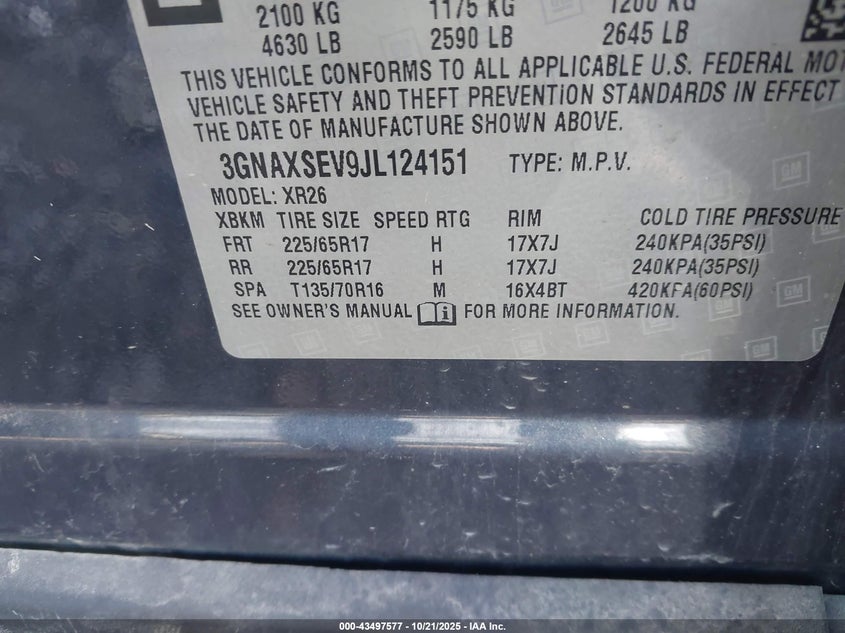 2100 KG 1175 KG 1200 KG
4630 LB 2590 LB 2645 LB
THIS VEHICLE CONFORMS TO ALL APPLICABLE U.S. FEDERAL MOT
VEHICLE SAFETY AND THEFT PREVENTION STANDARDS IN EFFECT
THE DATE OF MANUFACTURE SHOWN ABOVE.
3GNAXSEV9JL124151 TYPE: M.P.V.
MODEL: XR26
XBKM TIRE SIZE SPEED RTG RIM COLD TIRE PRESSURE
FRT 225/65R17 H 17X7J 240KPA(35PSI)
RR 225/65R17 H 17X7J 240KPA(35PSI)
SPA T135/70R16 M 16X4BT 420KPA(60PSI)
SEE OWNER'S MANUAL FOR MORE INFORMATION.
GM
000-43497577 - 10/21/2025 - IAA Inc.